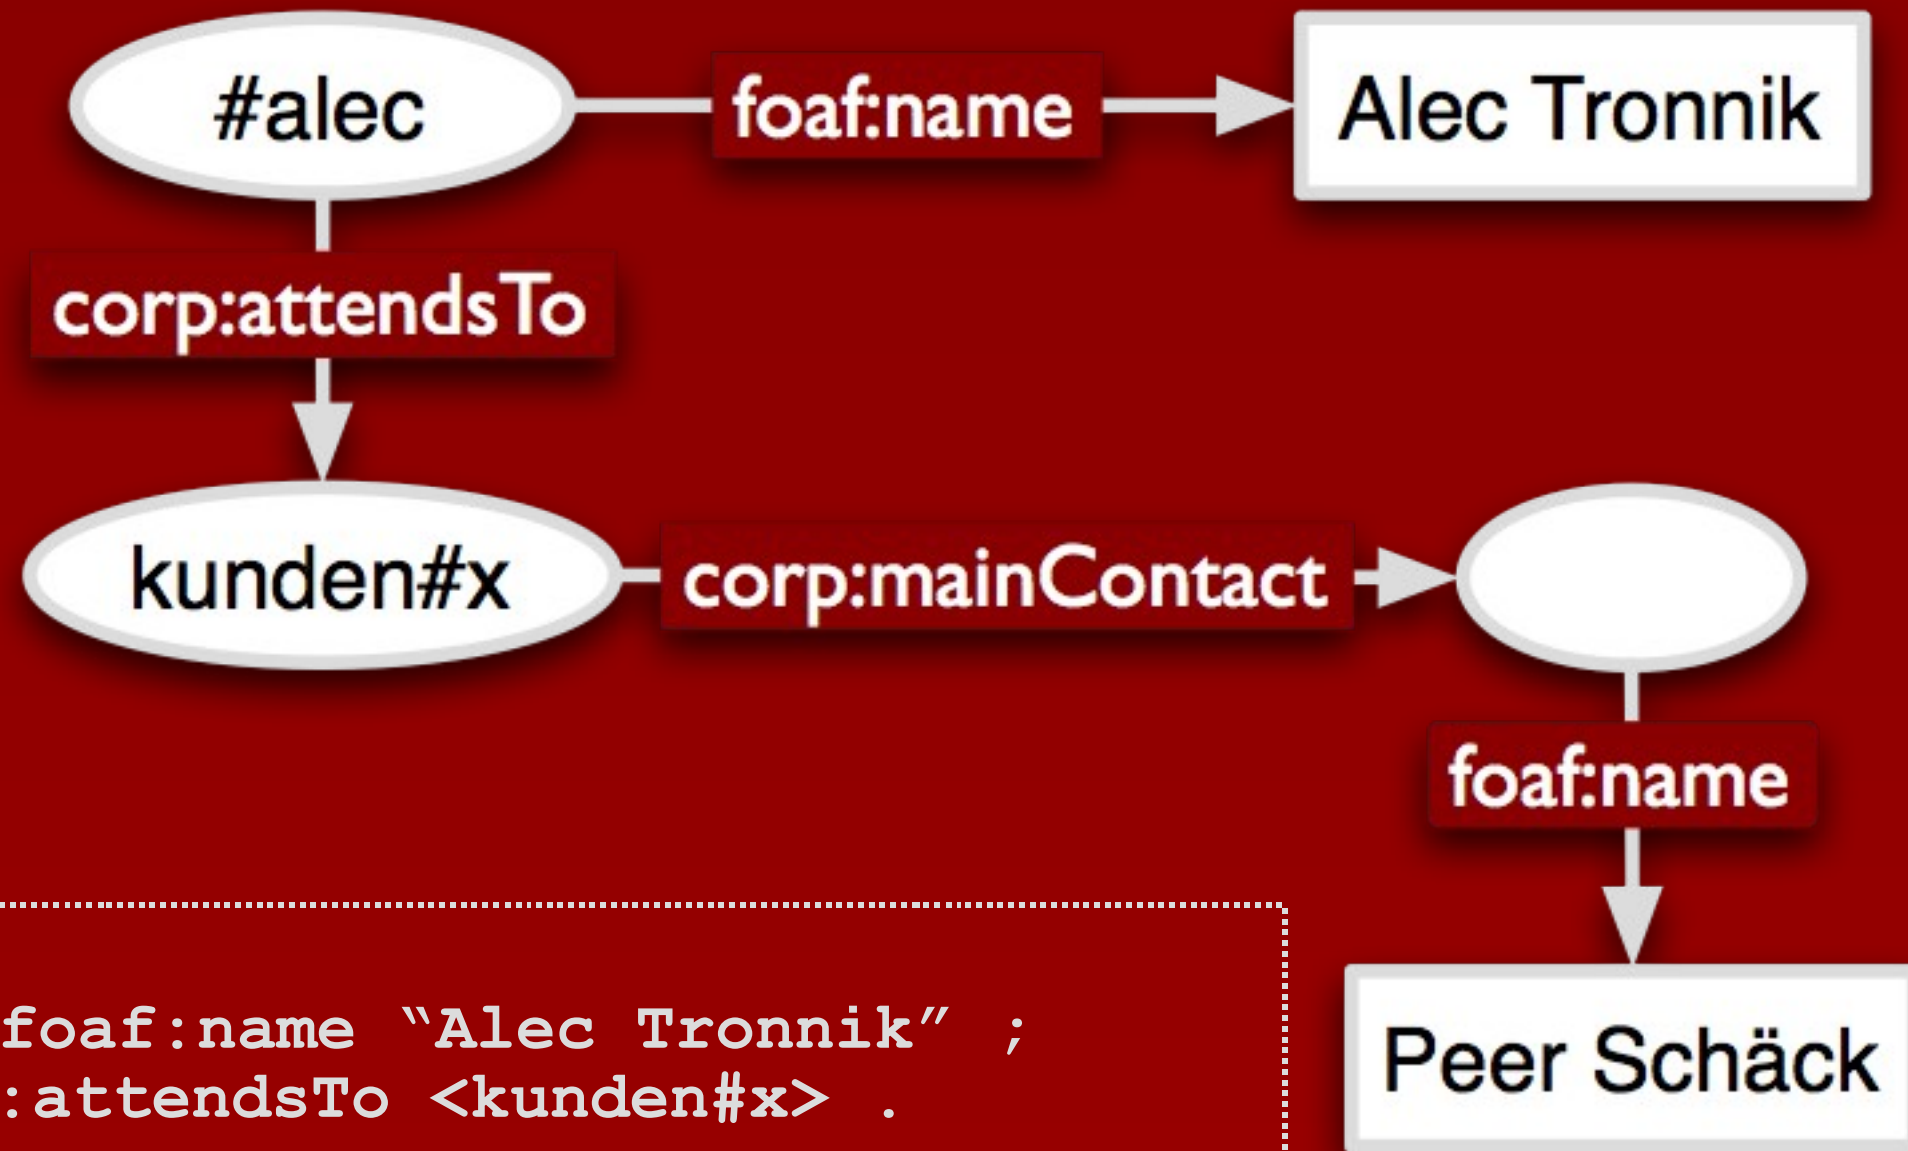 #alec
foaf:name
Alec Tronnik
corp:attendsTo
kunden#x
corp:mainContact
foaf:name
Peer Schäck
foaf:name “Alec Tronnik” ;
:attendsTo <kunden#x> .